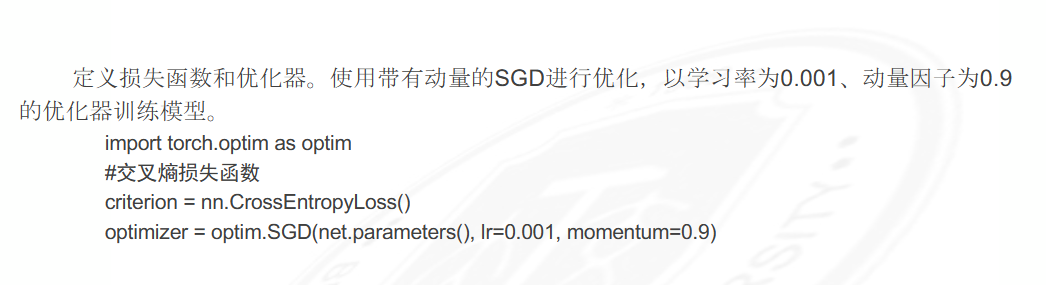 定义损失函数和优化器。使用带有动量的SGD进行优化，以学习率为0.001、动量因子为0.9
的优化器训练模型。
import torch.optim as optim
#交叉熵损失函数
criterion = nn.CrossEntropyLoss()
optimizer = optim.SGD(net.parameters(), lr=0.001, momentum=0.9)